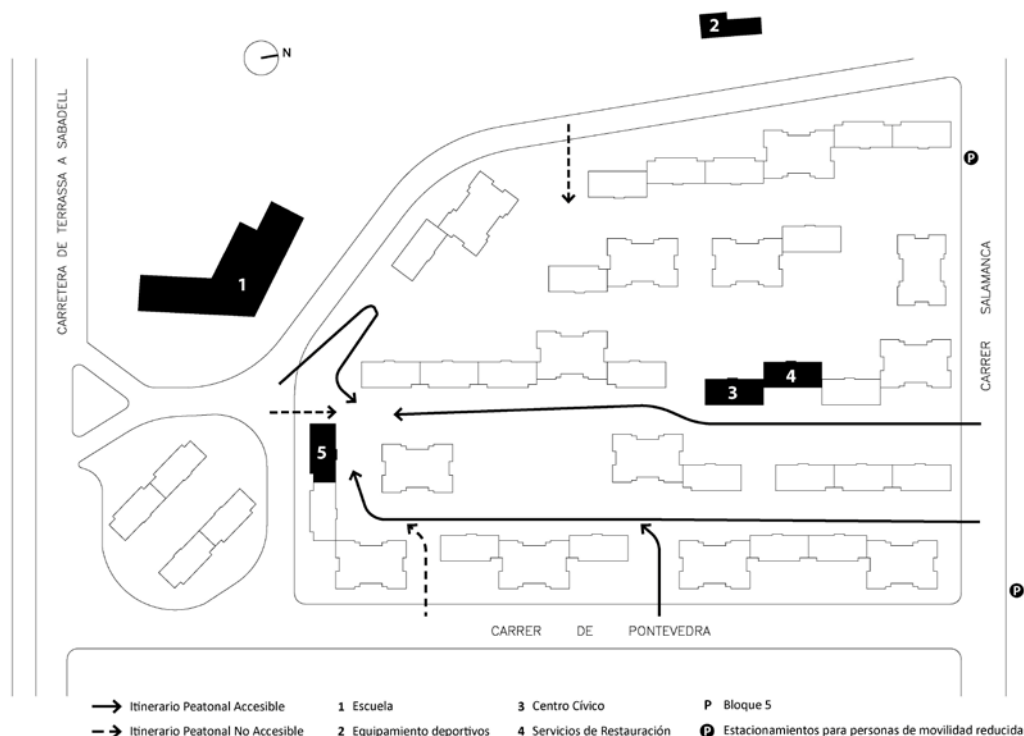 2
N
CARRETERA DE TERRASSA A SABADELL
P
1
CARRER SALAMANCA
4
3
5
P
CARRER DE PONTEVEDRA
Itinerario Peatonal Accesible
1 Escuela
3 Centro Cívico
P Bloque 5
Itinerario Peatonal No Accesible
2 Equipamiento deportivos
4 Servicios de Restauración
P Estacionamientos para personas de movilidad reducida